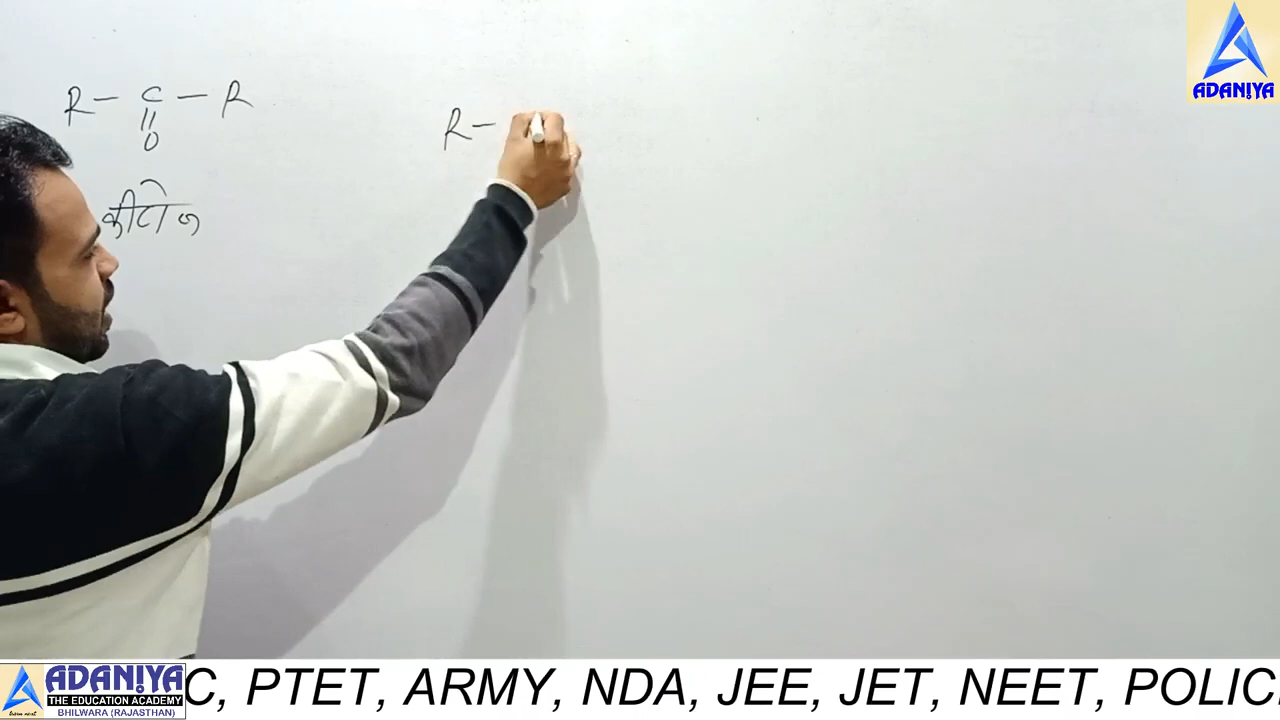 R – C – R
||
O
कीटोन
R –
ADANIYA
ADANIYA
THE EDUCATION ACADEMY
BHILWARA (RAJASTHAN)
C, PTET, ARMY, NDA, JEE, JET, NEET, POLIC